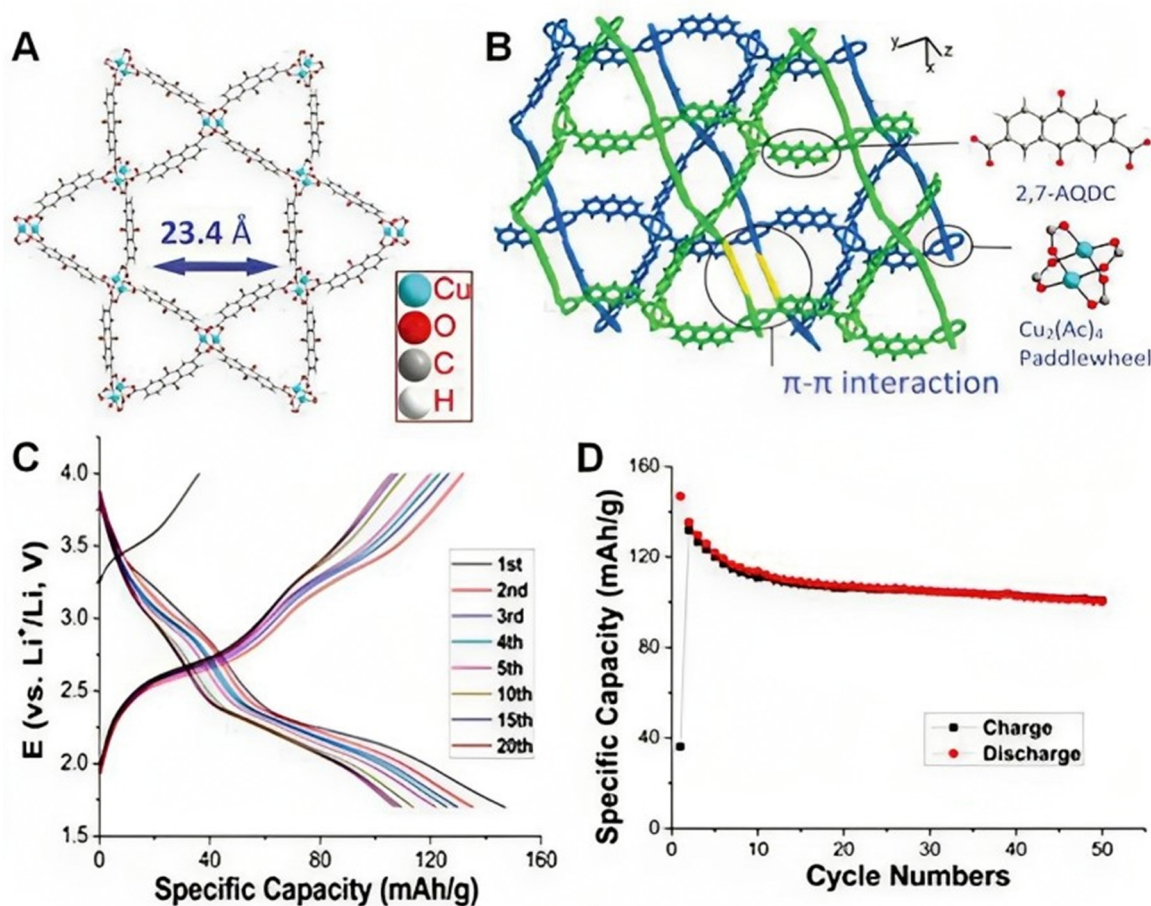 A
23.4 Å
Cu
O
C
H
B
y
z
x
2,7-AQDC
Cu₂(Ac)₄
Paddlewheel
π-π interaction
C
E (vs. Li⁺/Li, V)
4.0
3.5
3.0
2.5
2.0
1.5
0
40
80
120
160
Specific Capacity (mAh/g)
1st
2nd
3rd
4th
5th
10th
15th
20th
D
Specific Capacity (mAh/g)
160
120
80
40
0
0
10
20
30
40
50
Cycle Numbers
Charge
Discharge